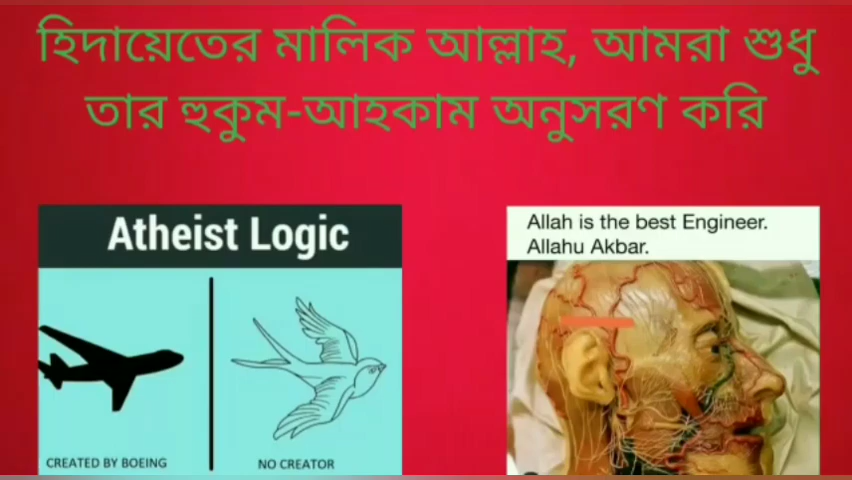 হিদায়েতের মালিক আল্লাহ, আমরা শুধু
তার হুকুম-আহকাম অনুসরণ করি
Atheist Logic
CREATED BY BOEING
NO CREATOR
Allah is the best Engineer.
Allahu Akbar.